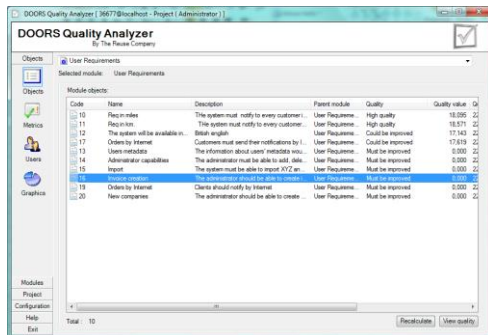 DOORS Quality Analyzer [ 36677@localhost - Project ( Administrator ) ]
DOORS Quality Analyzer
By The Reuse Company
Objects
User Requirements
Selected module: User Requirements
Objects
Module objects:
Code Name Description Parent module Quality Quality value
10 Req in miles The system must notify to every customer i... User Requireme... High quality 18,095
11 Req in km. The system must notify to every customer... User Requireme... High quality 18,571
12 The system will be available in... British english User Requireme... Could be improved 17,143
17 Orders by Internet Customers must send their notifications by I... User Requireme... Could be improved 17,619
13 Users metadata The information about users' metadata wou... User Requireme... Must be improved 0,000
14 Administrator capabilities The administrator must be able to add, dele... User Requireme... Must be improved 0,000
15 Import The system must be able to import XYZ an... User Requireme... Must be improved 0,000
16 Invoice creation The administrator should be able to create i... User Requireme... Must be improved 0,000
19 Orders by Internet Clients should notify by Internet User Requireme... Must be improved 0,000
20 New companies The administrator should be able to create ... User Requireme... Must be improved 0,000
Metrics
Users
Graphics
Modules
Project
Configuration
Help
Exit
Total : 10
Recalculate
View quality